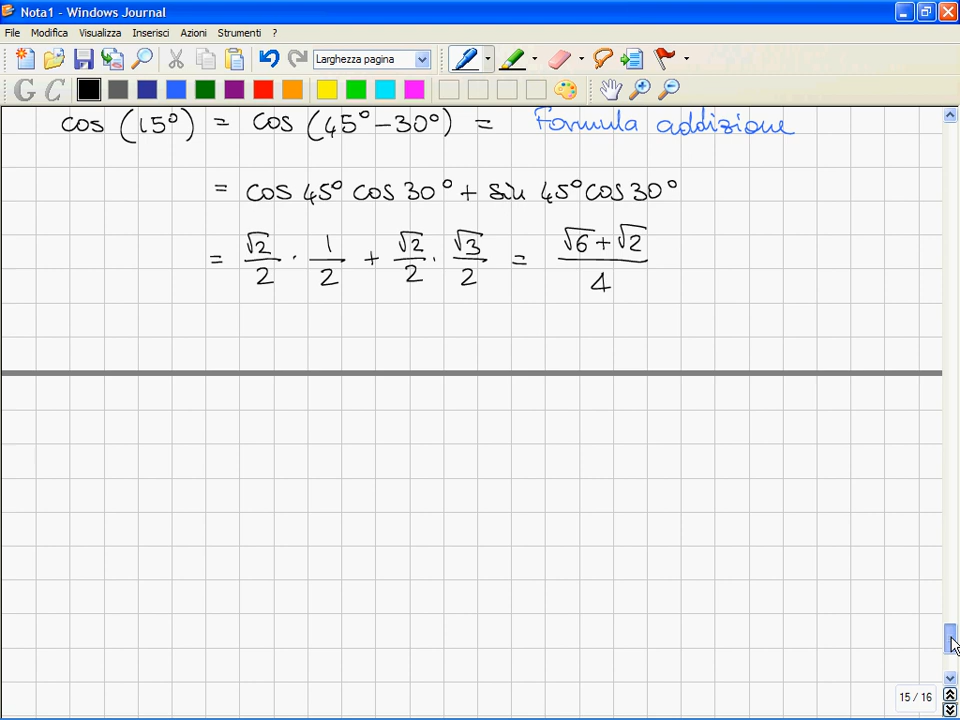 Nota1 - Windows Journal
File Modifica Visualizza Inserisci Azioni Strumenti ?
Larghezza pagina
G C
cos (15°) = cos (45°-30°) = Formula addizione
= cos 45° cos 30° + sin 45° cos 30°
= √2/2 · 1/2 + √2/2 · √3/2 = (√6+√2)/4
15 / 16